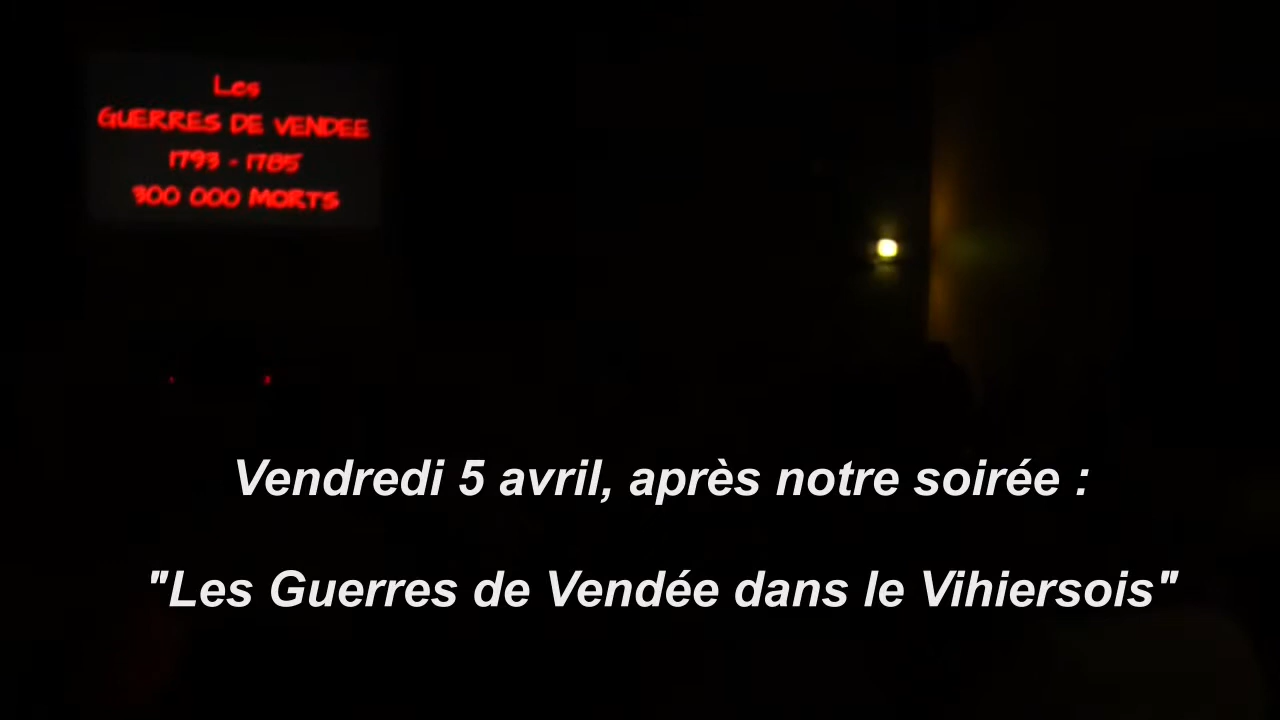 Les
GUERRES DE VENDEE
1793 - 1785
300 000 MORTS
Vendredi 5 avril, après notre soirée :
"Les Guerres de Vendée dans le Vihiersois"